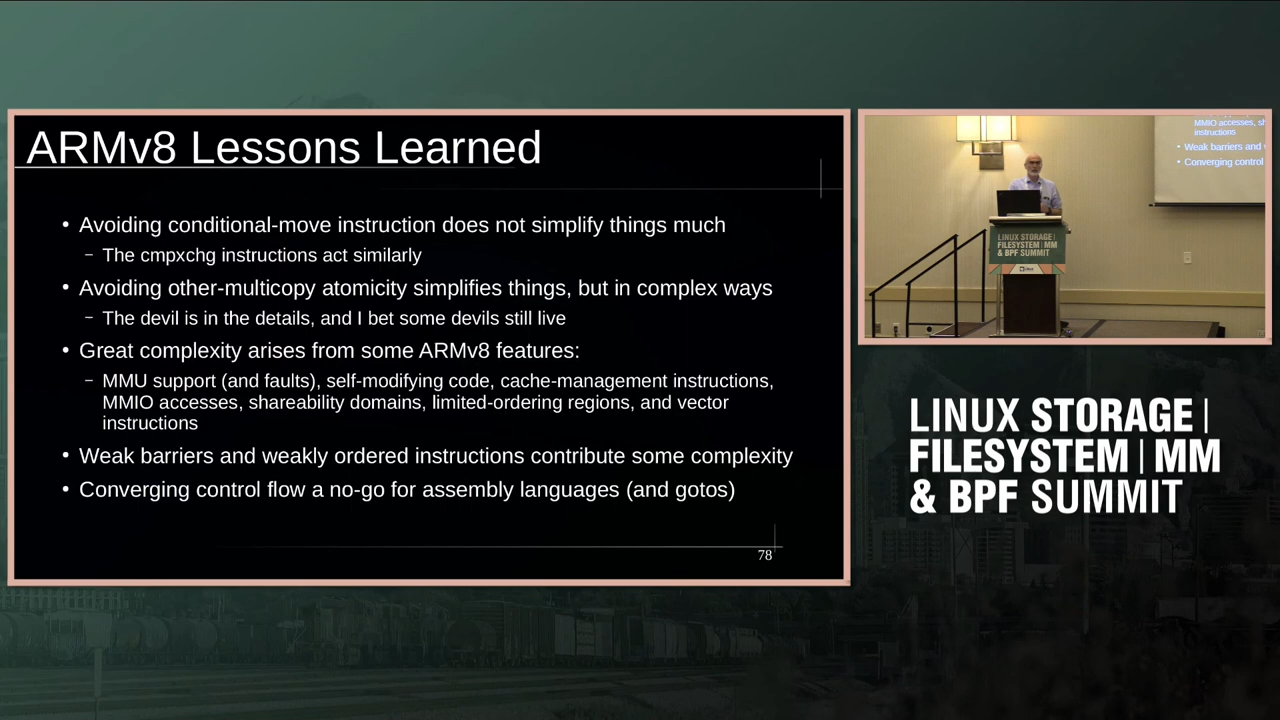 ARMv8 Lessons Learned
• Avoiding conditional-move instruction does not simplify things much
– The cmpxchg instructions act similarly
• Avoiding other-multicopy atomicity simplifies things, but in complex ways
– The devil is in the details, and I bet some devils still live
• Great complexity arises from some ARMv8 features:
– MMU support (and faults), self-modifying code, cache-management instructions,
MMIO accesses, shareability domains, limited-ordering regions, and vector
instructions
• Weak barriers and weakly ordered instructions contribute some complexity
• Converging control flow a no-go for assembly languages (and gotos)
78
MMIO accesses, sh
instructions
• Weak barriers and
• Converging control
LINUX STORAGE |
FILESYSTEM | MM
& BPF SUMMIT
LINUX STORAGE |
FILESYSTEM | MM
& BPF SUMMIT